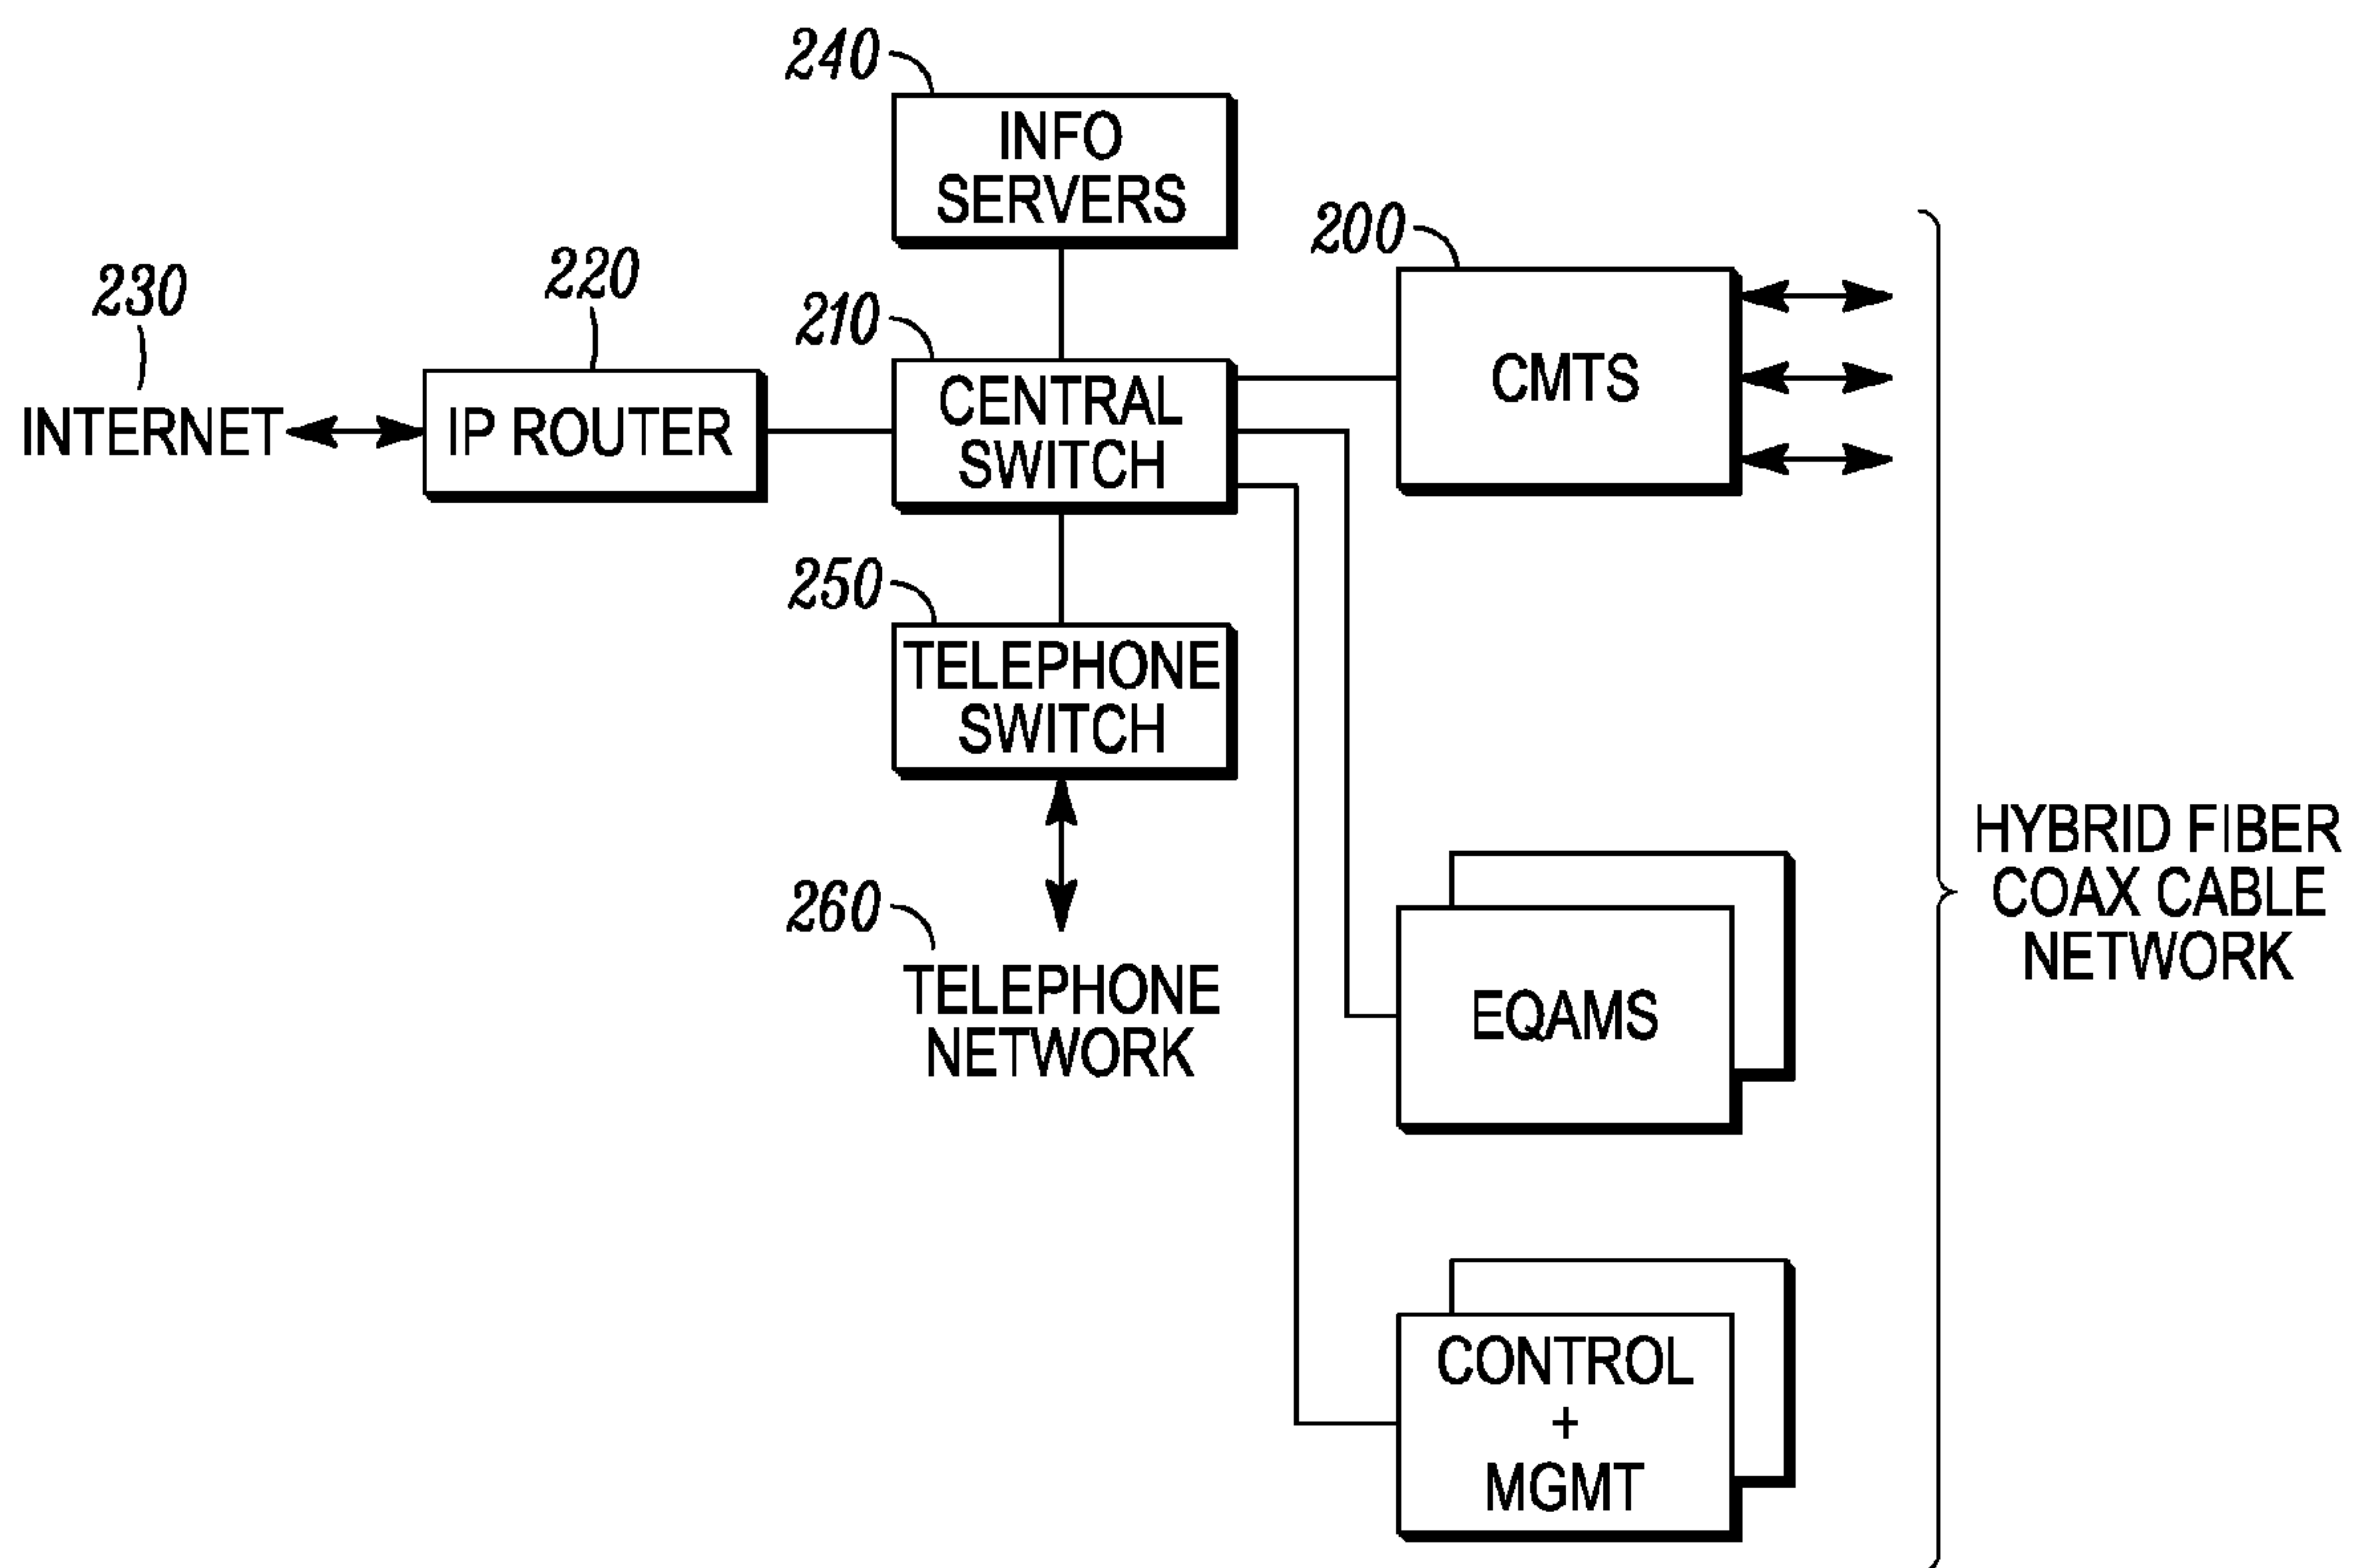 240
INFO
SERVERS
200
CMTS
230
INTERNET
220
IP ROUTER
210
CENTRAL
SWITCH
250
TELEPHONE
SWITCH
260
TELEPHONE
NETWORK
EQAMS
CONTROL
+
MGMT
HYBRID FIBER
COAX CABLE
NETWORK